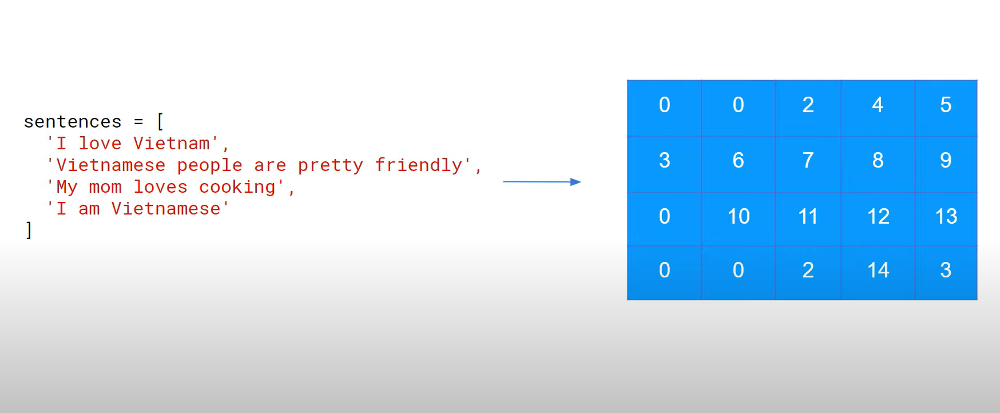 sentences = [
'I love Vietnam',
'Vietnamese people are pretty friendly',
'My mom loves cooking',
'I am Vietnamese'
]
0 0 2 4 5
3 6 7 8 9
0 10 11 12 13
0 0 2 14 3